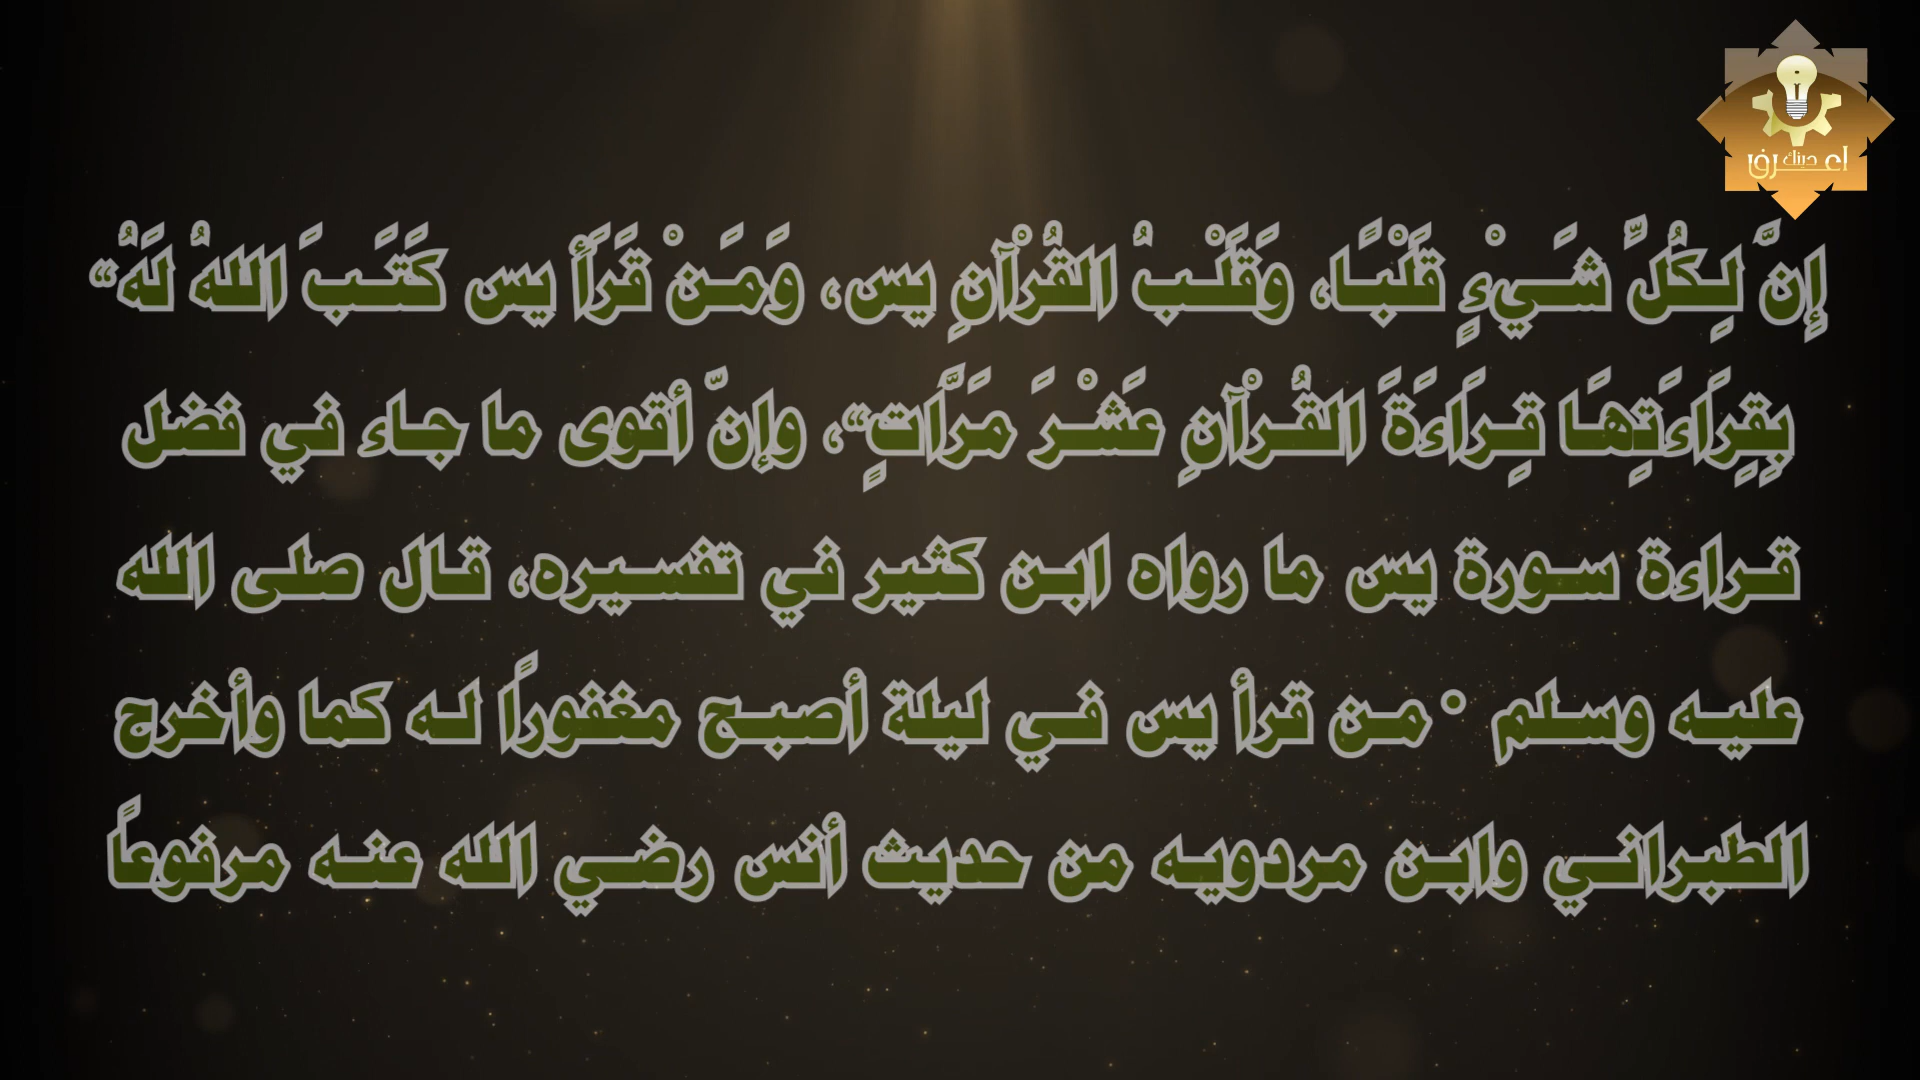 اعرف دينك
إِنَّ لِكُلِّ شَيْءٍ قَلْبًا، وَقَلْبُ القُرْآنِ يس، وَمَنْ قَرَأَ يس كَتَبَ اللهُ لَهُ“
بِقِرَاءَتِهَا قِرَاءَةَ القُرْآنِ عَشْرَ مَرَّاتٍ“، وإنّ أقوى ما جاء في فضل
قراءة سورة يس ما رواه ابن كثير في تفسيره، قال صلى الله
عليه وسلم • من قرأ يس في ليلة أصبح مغفوراً له كما وأخرج
الطبراني وابن مردويه من حديث أنس رضي الله عنه مرفوعاً